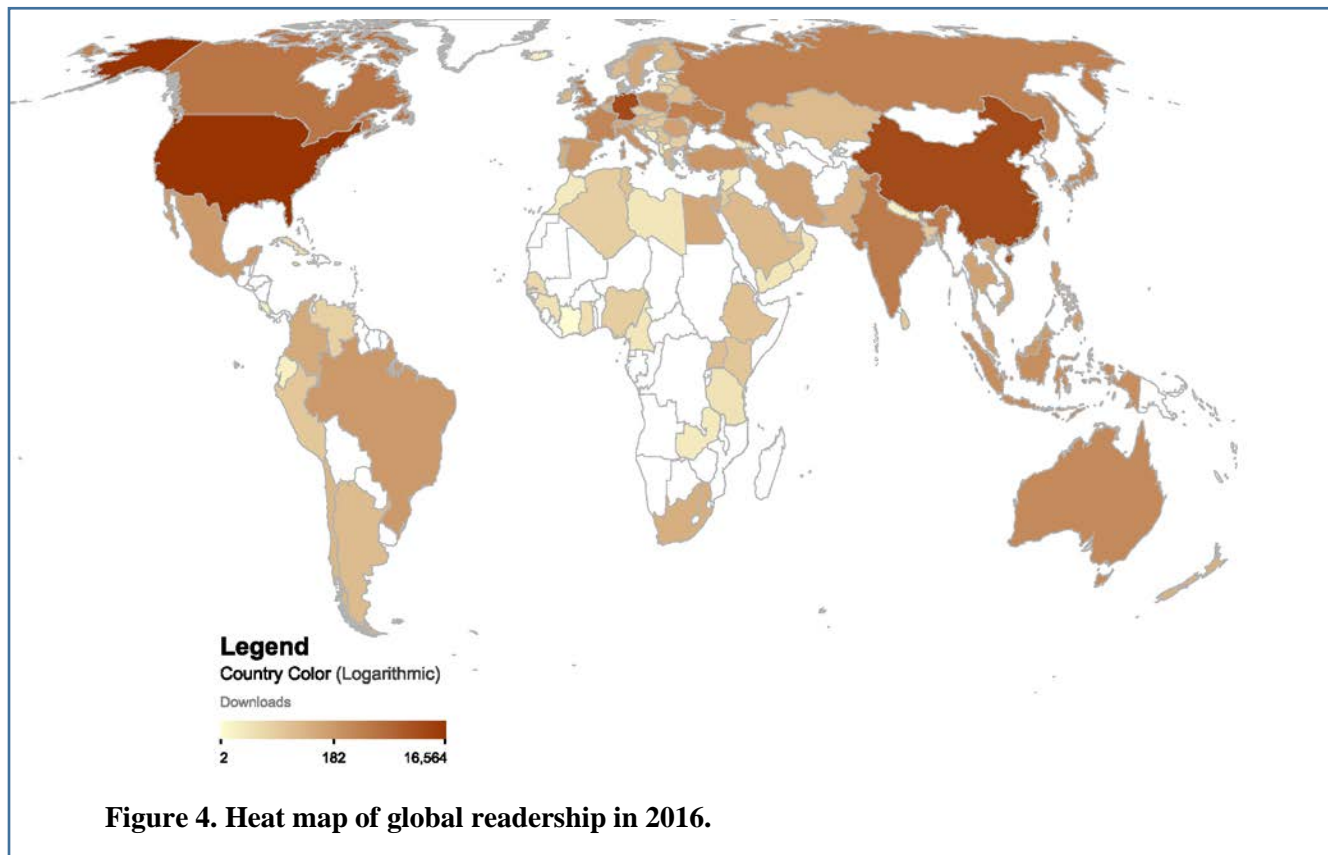 Legend
Country Color (Logarithmic)
Downloads
2 182 16,564
Figure 4. Heat map of global readership in 2016.